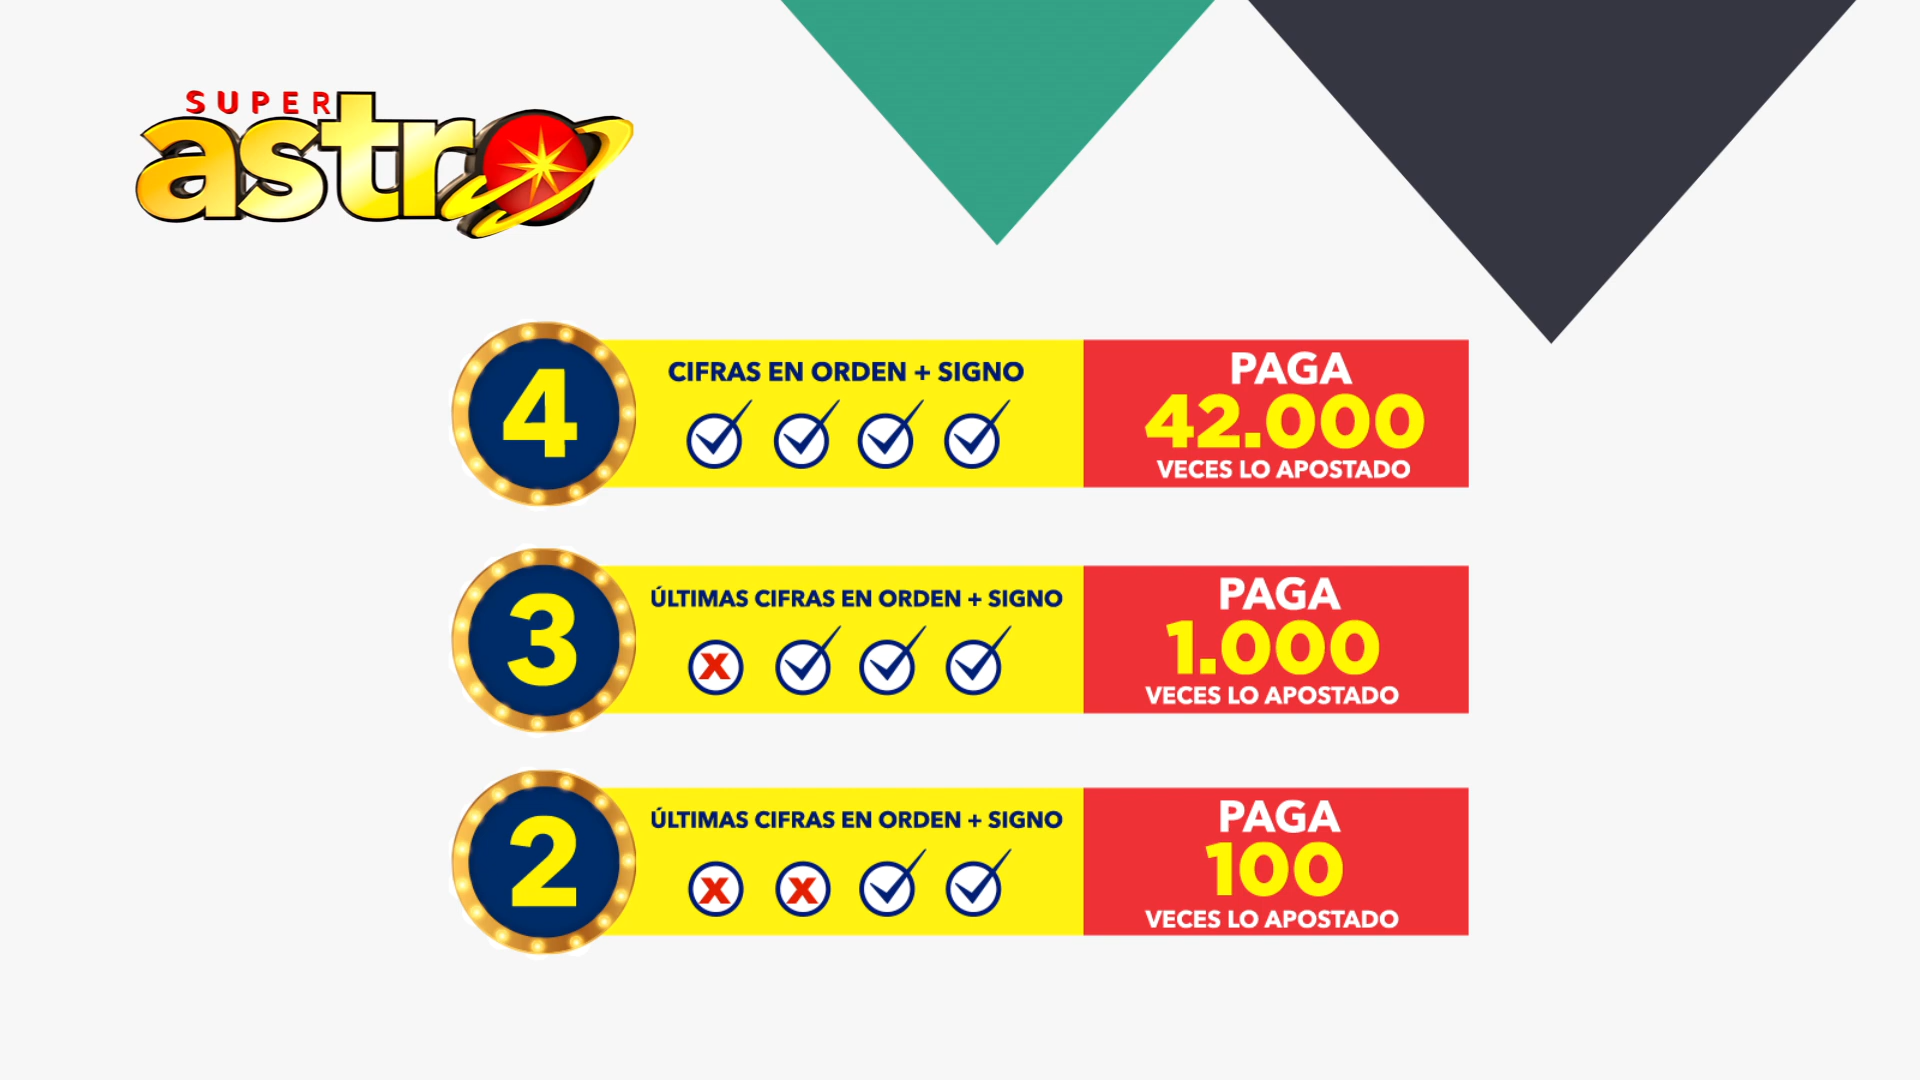 SUPER
astro
4
CIFRAS EN ORDEN + SIGNO
PAGA
42.000
VECES LO APOSTADO
3
ÚLTIMAS CIFRAS EN ORDEN + SIGNO
X
PAGA
1.000
VECES LO APOSTADO
2
ÚLTIMAS CIFRAS EN ORDEN + SIGNO
X X
PAGA
100
VECES LO APOSTADO